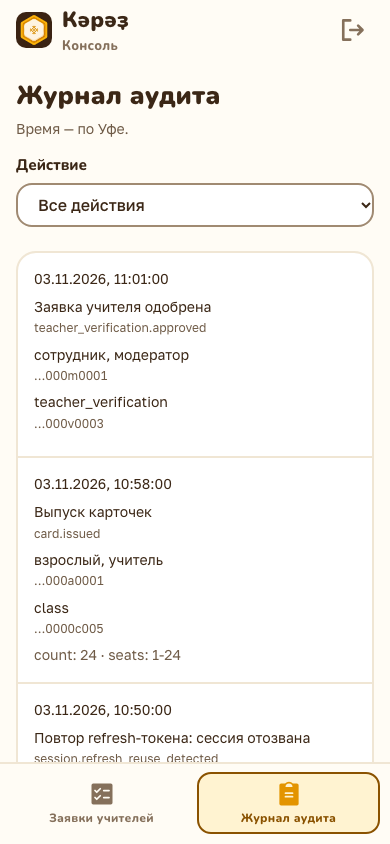 Кәрәҙ
Консоль
Журнал аудита
Время — по Уфе.
Действие
Все действия
03.11.2026, 11:01:00
Заявка учителя одобрена
teacher_verification.approved
сотрудник, модератор
…000m0001
teacher_verification
…000v0003
03.11.2026, 10:58:00
Выпуск карточек
card.issued
взрослый, учитель
…000a0001
class
…0000c005
count: 24 · seats: 1-24
03.11.2026, 10:50:00
Повтор refresh-токена: сессия отозвана
session.refresh_reuse_detected
Заявки учителей
Журнал аудита